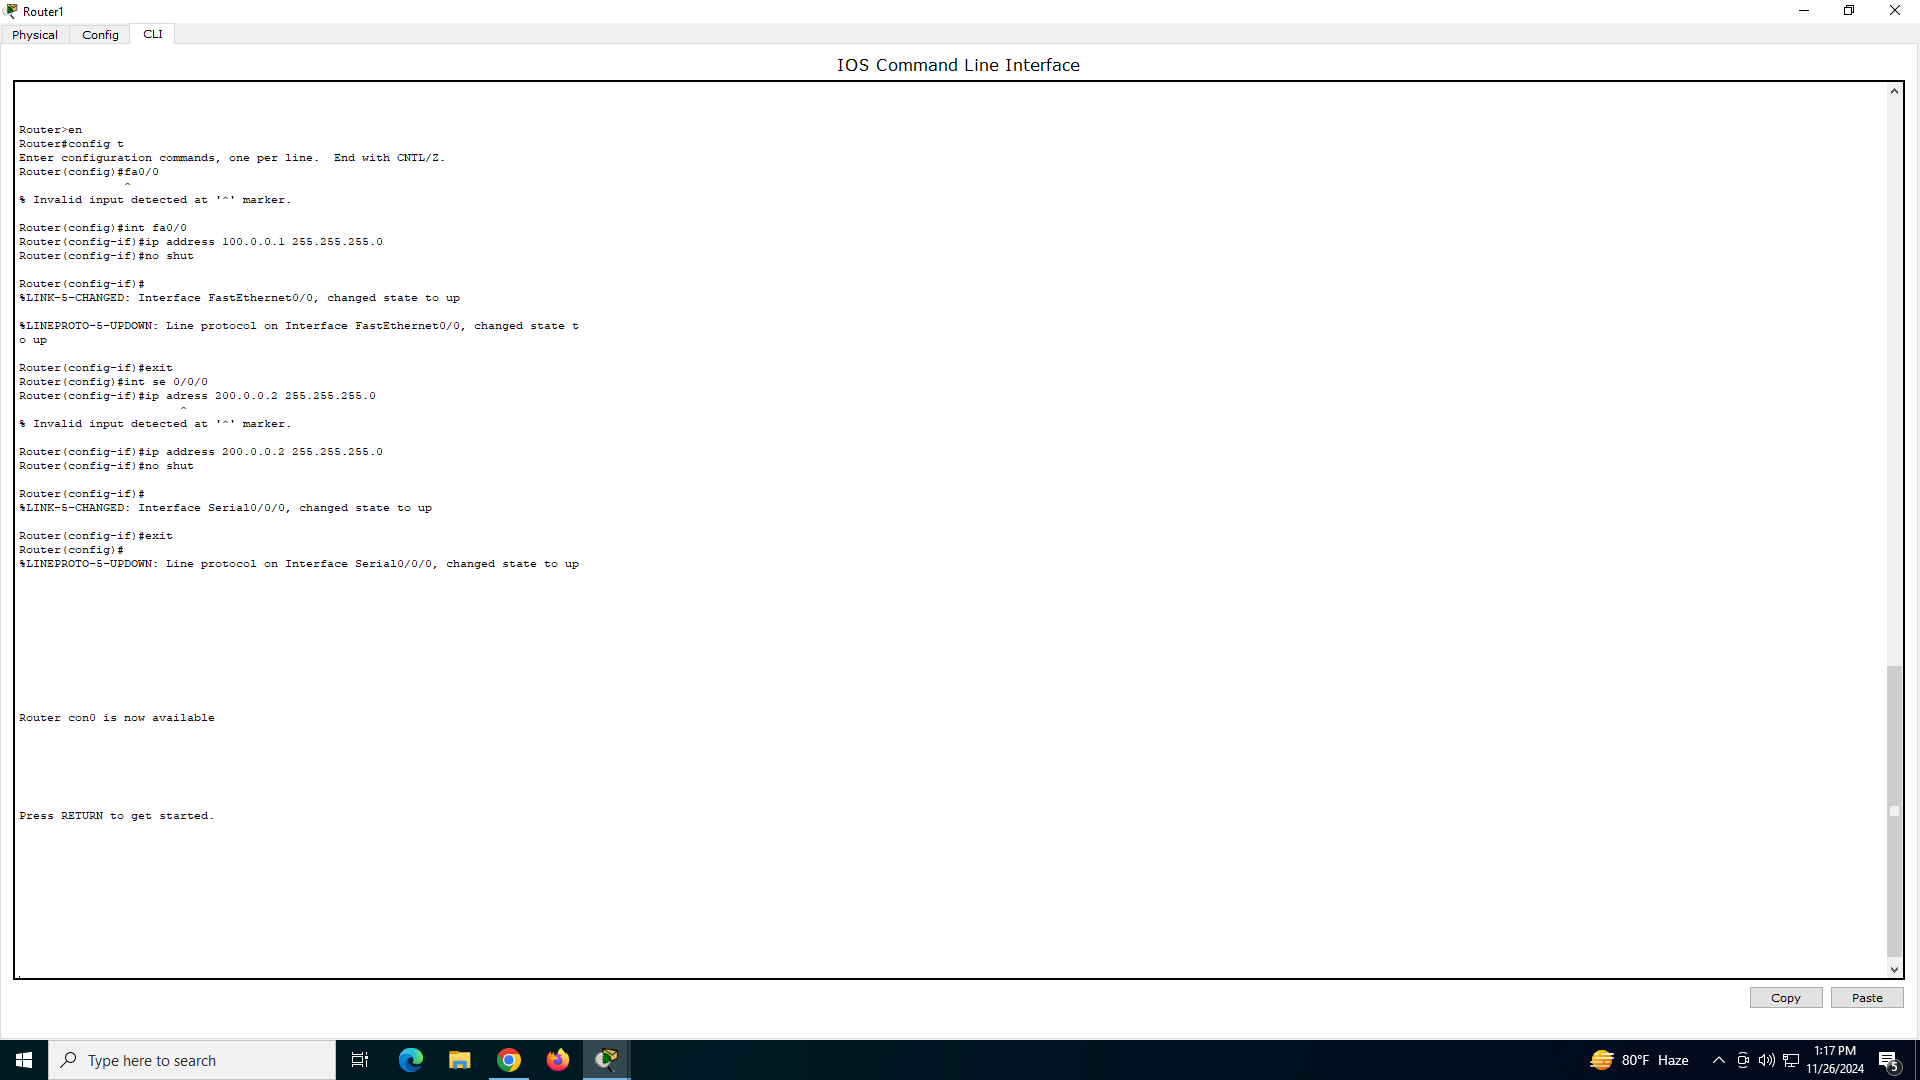 Router1
Physical Config CLI
IOS Command Line Interface
Router>en
Router#config t
Enter configuration commands, one per line.  End with CNTL/Z.
Router(config)#fa0/0
^
% Invalid input detected at '^' marker.
Router(config)#int fa0/0
Router(config-if)#ip address 100.0.0.1 255.255.255.0
Router(config-if)#no shut
Router(config-if)#
%LINK-5-CHANGED: Interface FastEthernet0/0, changed state to up
%LINEPROTO-5-UPDOWN: Line protocol on Interface FastEthernet0/0, changed state t
o up
Router(config-if)#exit
Router(config)#int se 0/0/0
Router(config-if)#ip adress 200.0.0.2 255.255.255.0
^
% Invalid input detected at '^' marker.
Router(config-if)#ip address 200.0.0.2 255.255.255.0
Router(config-if)#no shut
Router(config-if)#
%LINK-5-CHANGED: Interface Serial0/0/0, changed state to up
Router(config-if)#exit
Router(config)#
%LINEPROTO-5-UPDOWN: Line protocol on Interface Serial0/0/0, changed state to up
Router con0 is now available
Press RETURN to get started.
Copy Paste
Type here to search
80°F Haze
1:17 PM
11/26/2024
5